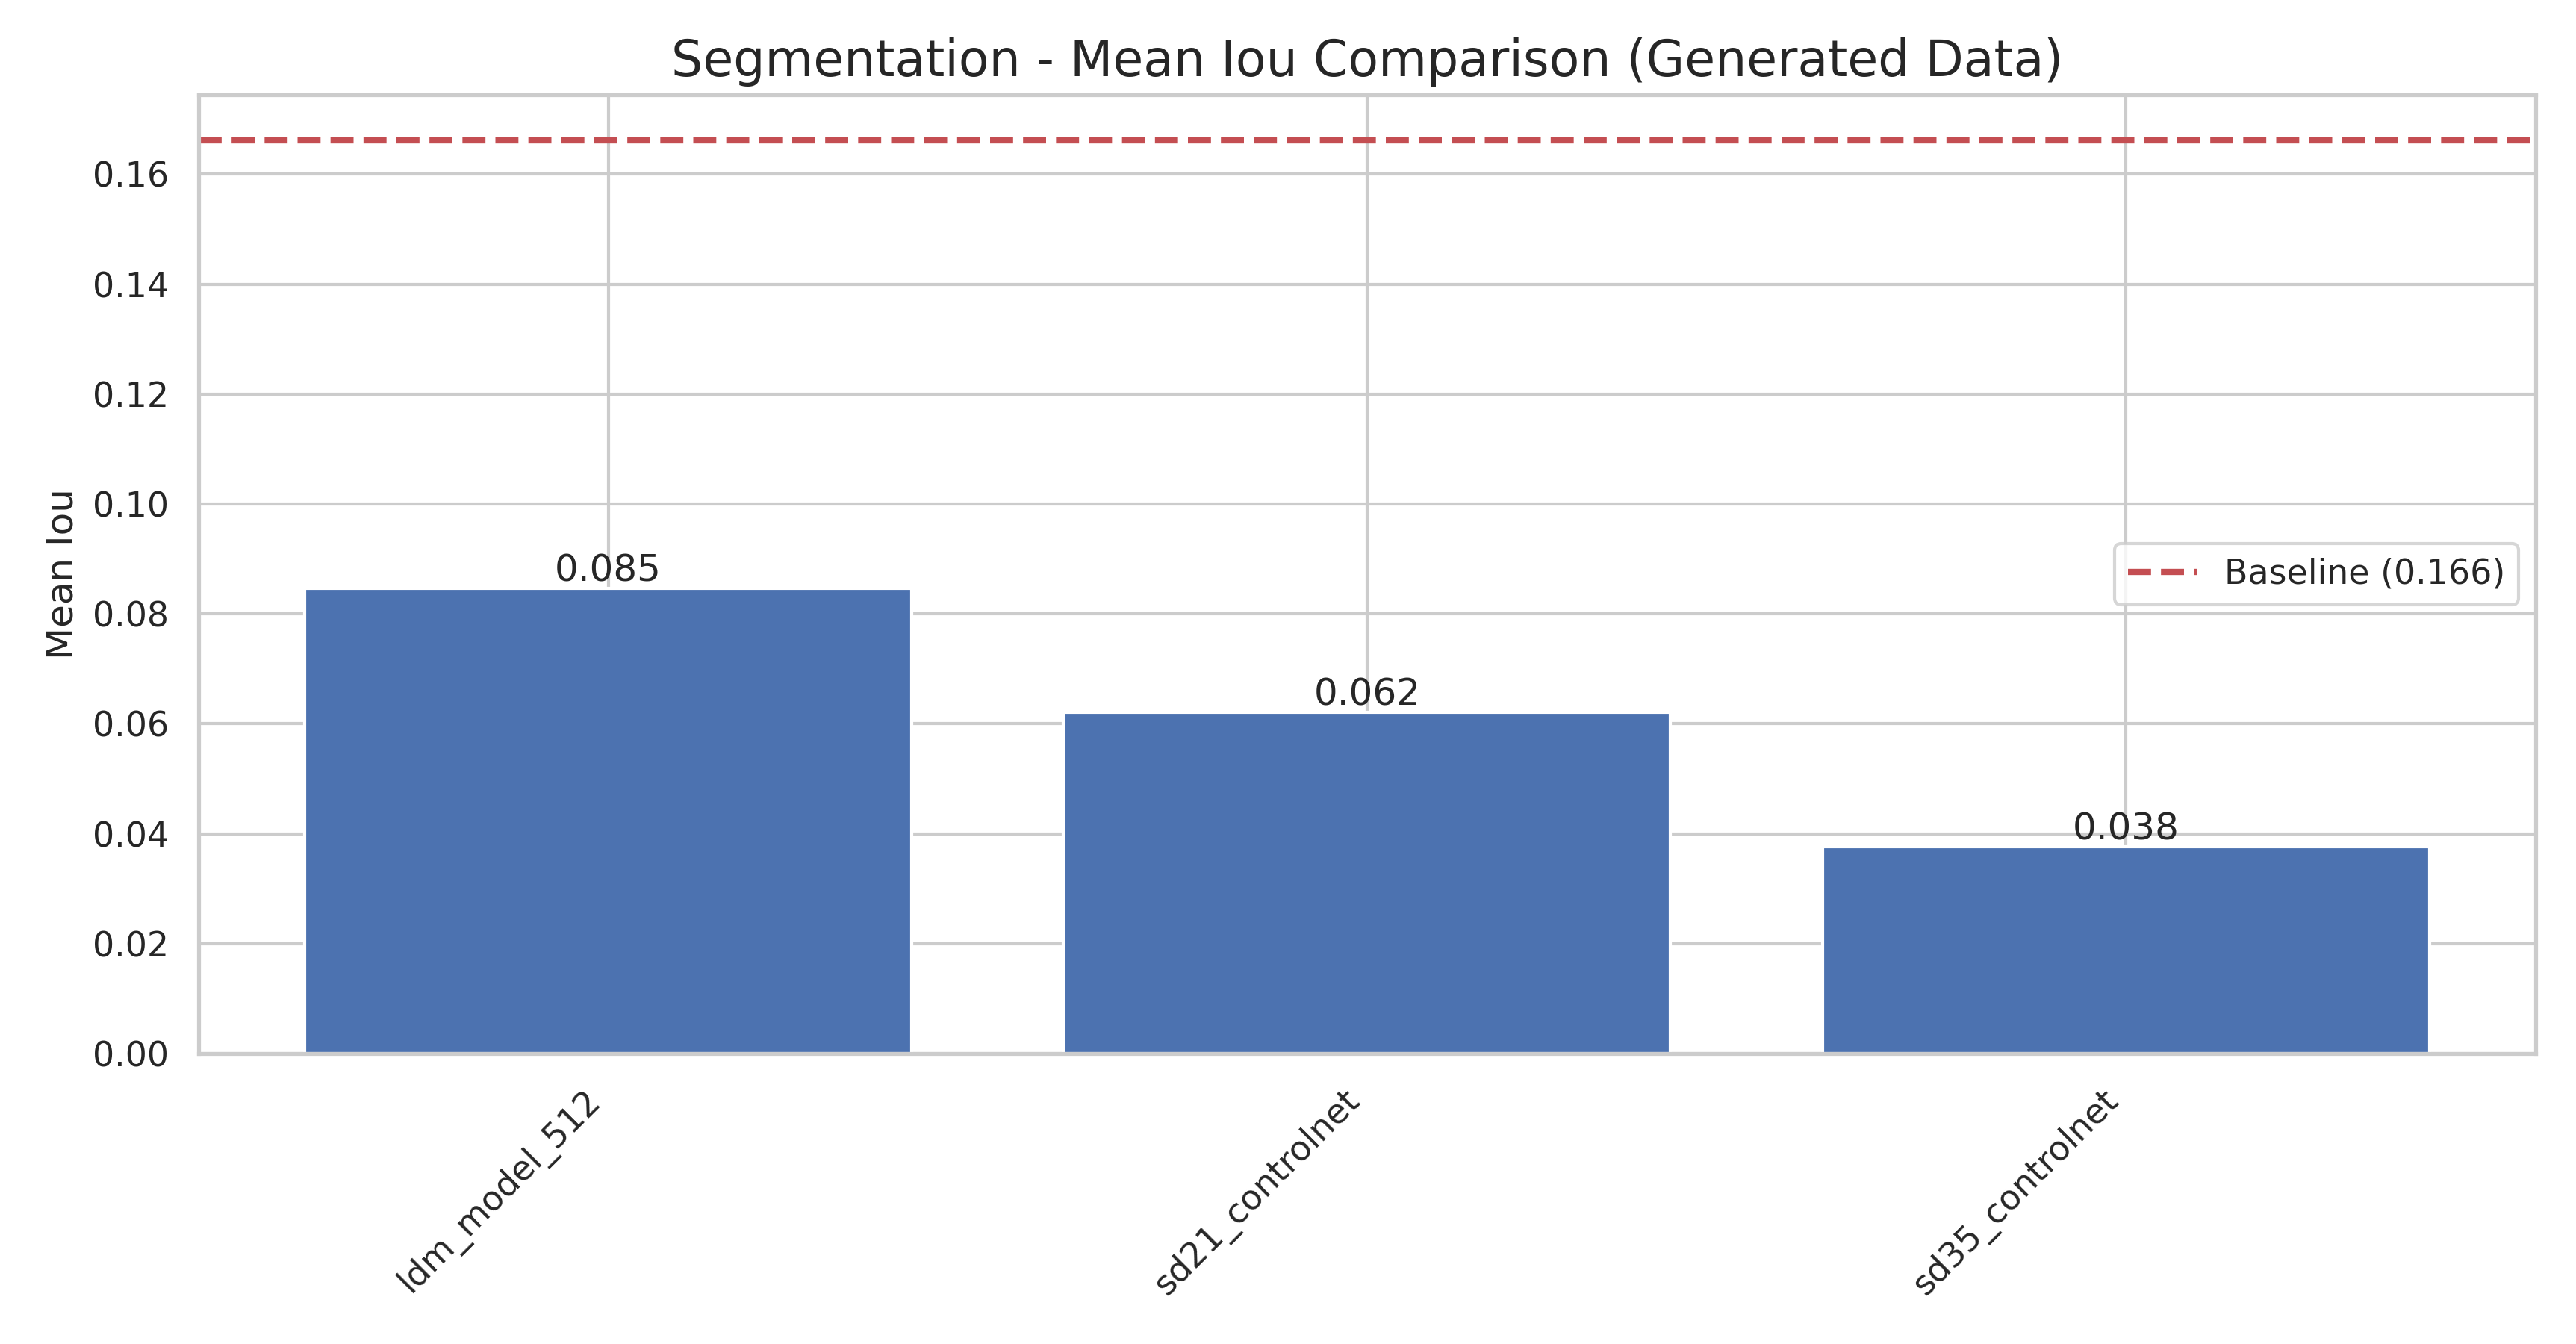 Segmentation - Mean Iou Comparison (Generated Data)
Mean Iou
0.16
0.14
0.12
0.10
0.08
0.06
0.04
0.02
0.00
0.085
0.062
0.038
Baseline (0.166)
ldm_model_512
sd21_controlnet
sd35_controlnet